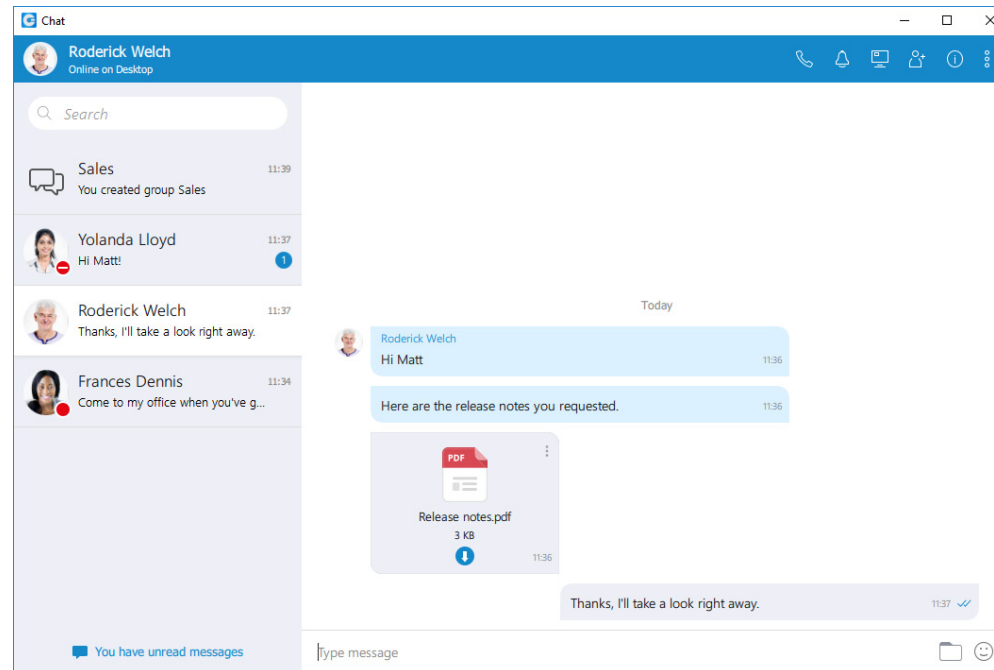 Chat
Roderick Welch
Online on Desktop
Search
Sales
11:39
You created group Sales
Yolanda Lloyd
11:37
Hi Matt!
1
Roderick Welch
11:37
Thanks, I'll take a look right away.
Frances Dennis
11:34
Come to my office when you've g...
You have unread messages
Today
Roderick Welch
Hi Matt
11:36
Here are the release notes you requested.
11:36
PDF
Release notes.pdf
3 KB
11:36
Thanks, I'll take a look right away.
11:37
Type message